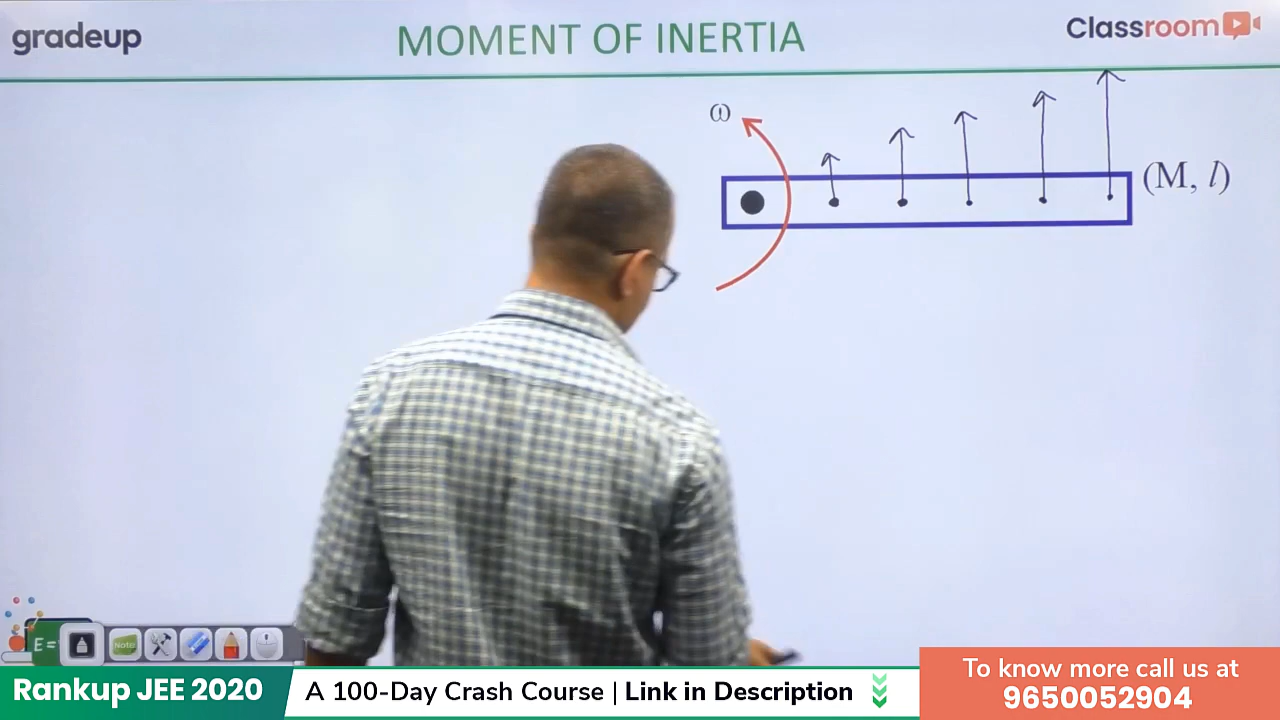 gradeup
MOMENT OF INERTIA
Classroom
ω
(M, l)
E=
Note
Rankup JEE 2020
A 100-Day Crash Course | Link in Description
To know more call us at
9650052904